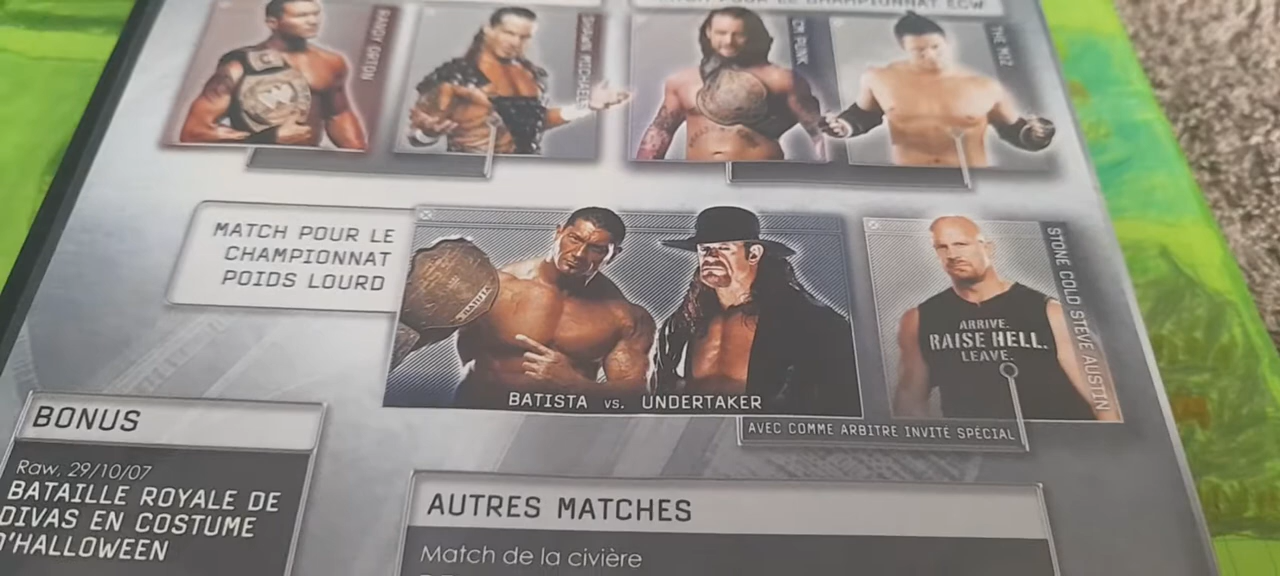 CHAMPIONNAT ECW
RANDY ORTON
SHAWN MICHAELS
CM PUNK
THE MIZ
MATCH POUR LE
CHAMPIONNAT
POIDS LOURD
BATISTA
ARRIVE.
RAISE HELL.
LEAVE.
STONE COLD STEVE AUSTIN
BATISTA vs. UNDERTAKER
AVEC COMME ARBITRE INVITÉ SPÉCIAL
BONUS
Raw, 29/10/07
BATAILLE ROYALE DE
DIVAS EN COSTUME
D'HALLOWEEN
AUTRES MATCHES
Match de la civière